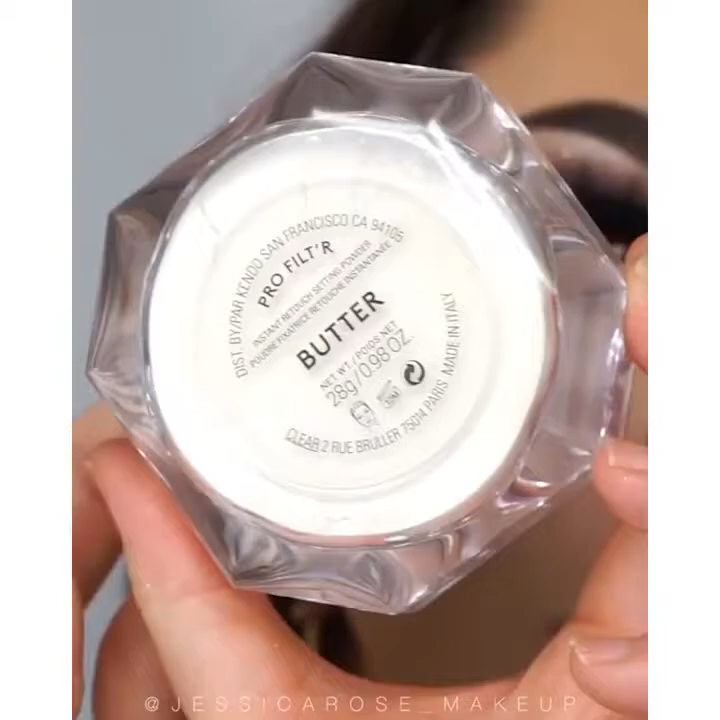 DIST. BY/PAR KENDO SAN FRANCISCO CA 94105
PRO FILT'R
INSTANT RETOUCH SETTING POWDER
POUDRE FIXATRICE RETOUCHE INSTANTANÉE
BUTTER
NET WT./POIDS NET
28g/0.98 OZ.
CLEAR 2 RUE BRULLER 75014 PARIS MADE IN ITALY
@JESSICAROSE_MAKEUP